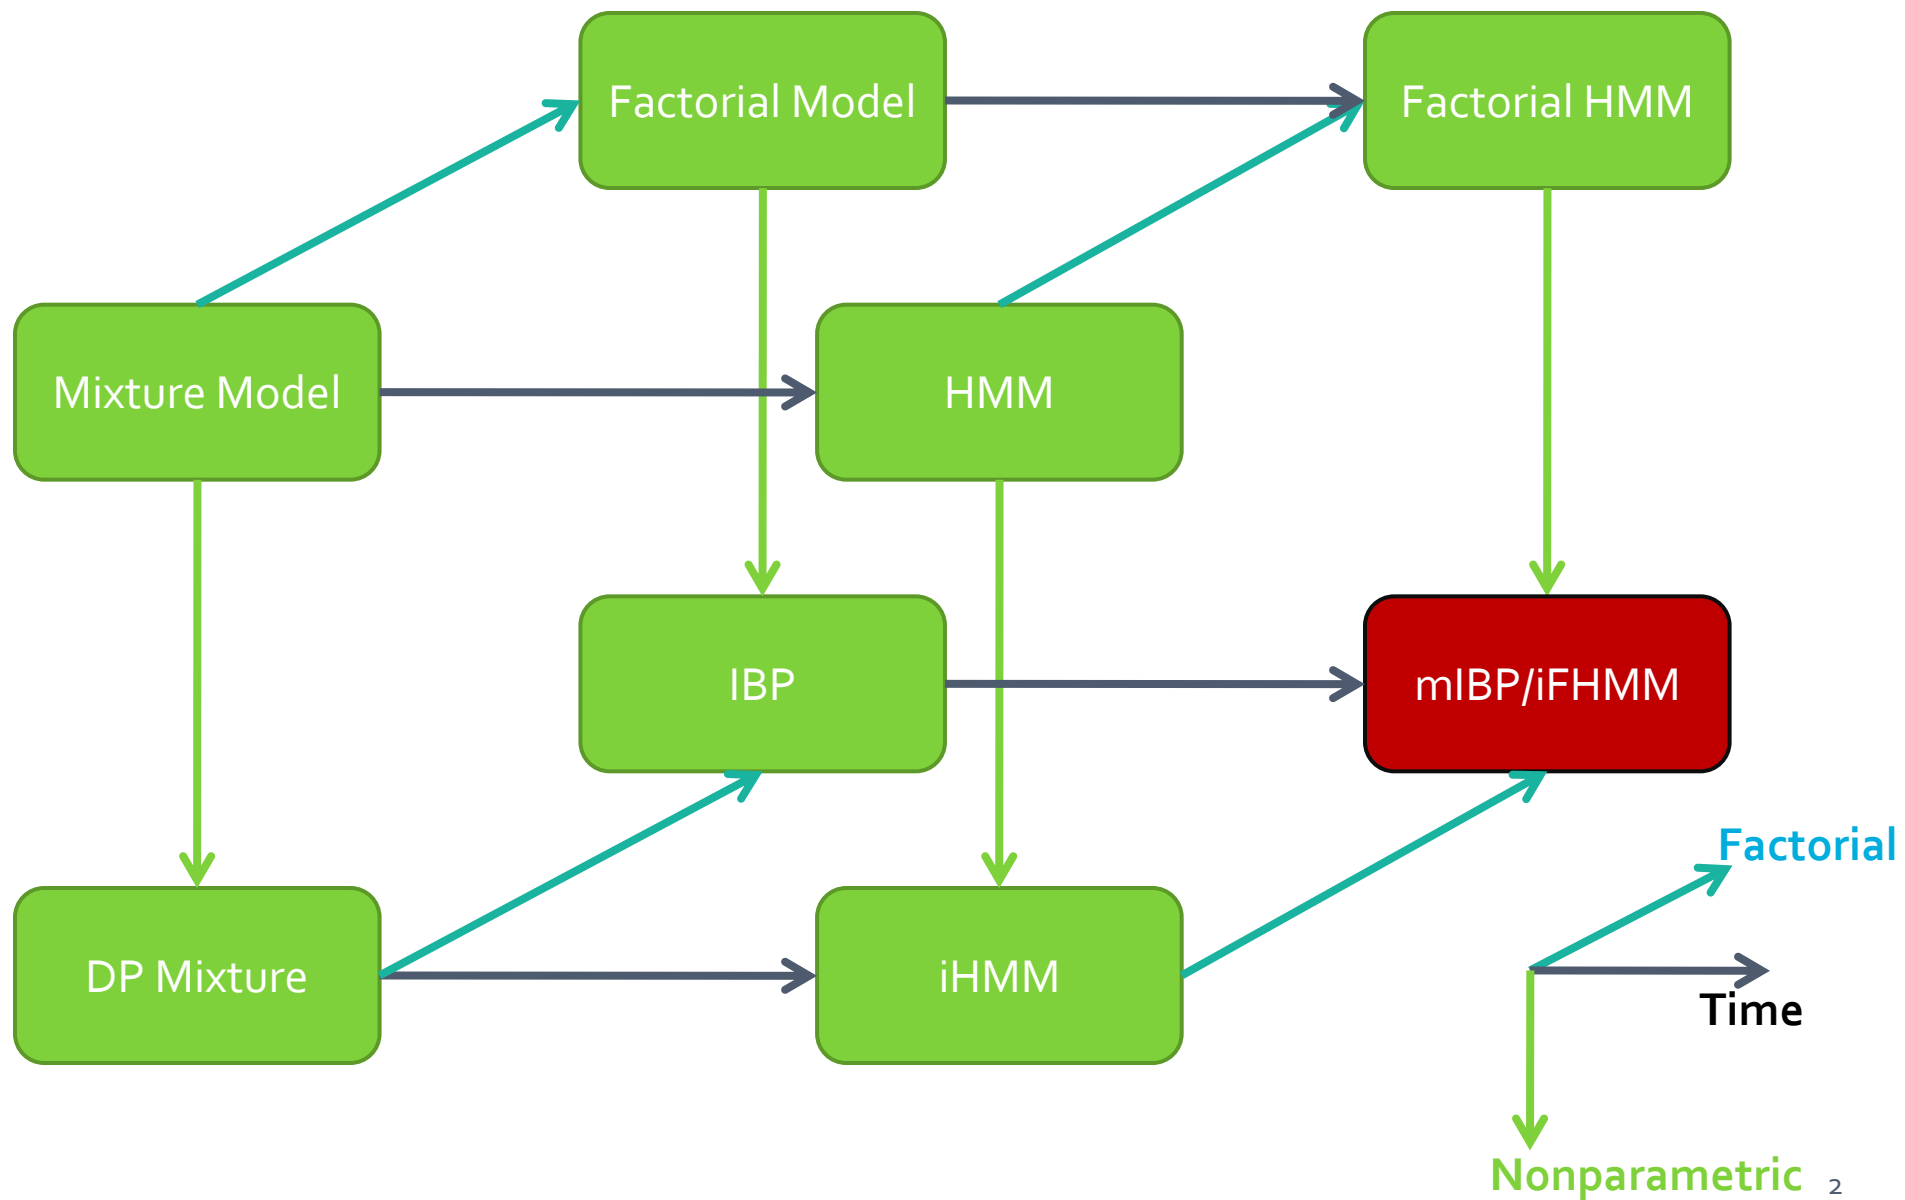 Factorial Model
Factorial HMM
Mixture Model
HMM
IBP
mIBP/iFHMM
Factorial
DP Mixture
iHMM
Time
Nonparametric
2